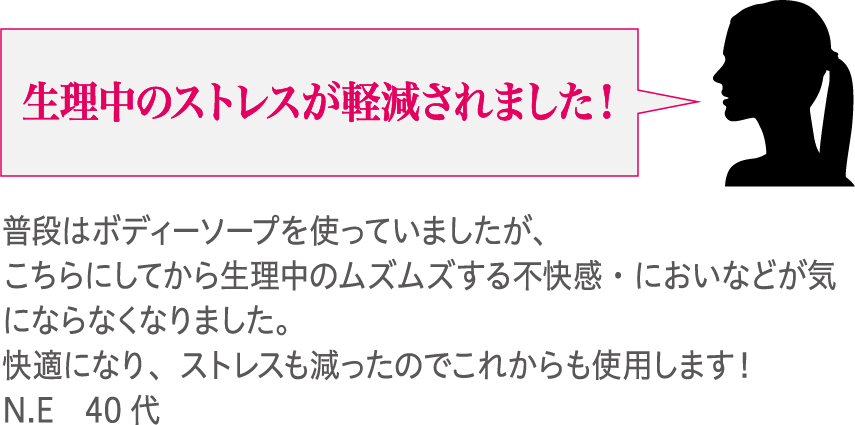 生理中のストレスが軽減されました！
普段はボディーソープを使っていましたが、
こちらにしてから生理中のムズムズする不快感・においなどが気
にならなくなりました。
快適になり、ストレスも減ったのでこれからも使用します！
N.E　40 代